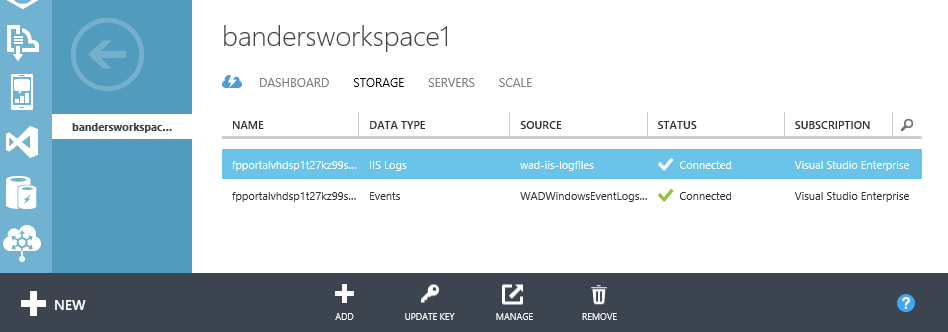 bandersworkspace1
DASHBOARD STORAGE SERVERS SCALE
bandersworkspac...
NAME DATA TYPE SOURCE STATUS SUBSCRIPTION
fpportalvhdsp1t27kz99s... IIS Logs wad-iis-logfiles Connected Visual Studio Enterprise
fpportalvhdsp1t27kz99s... Events WADWindowsEventLogs... Connected Visual Studio Enterprise
NEW
ADD UPDATE KEY MANAGE REMOVE
?